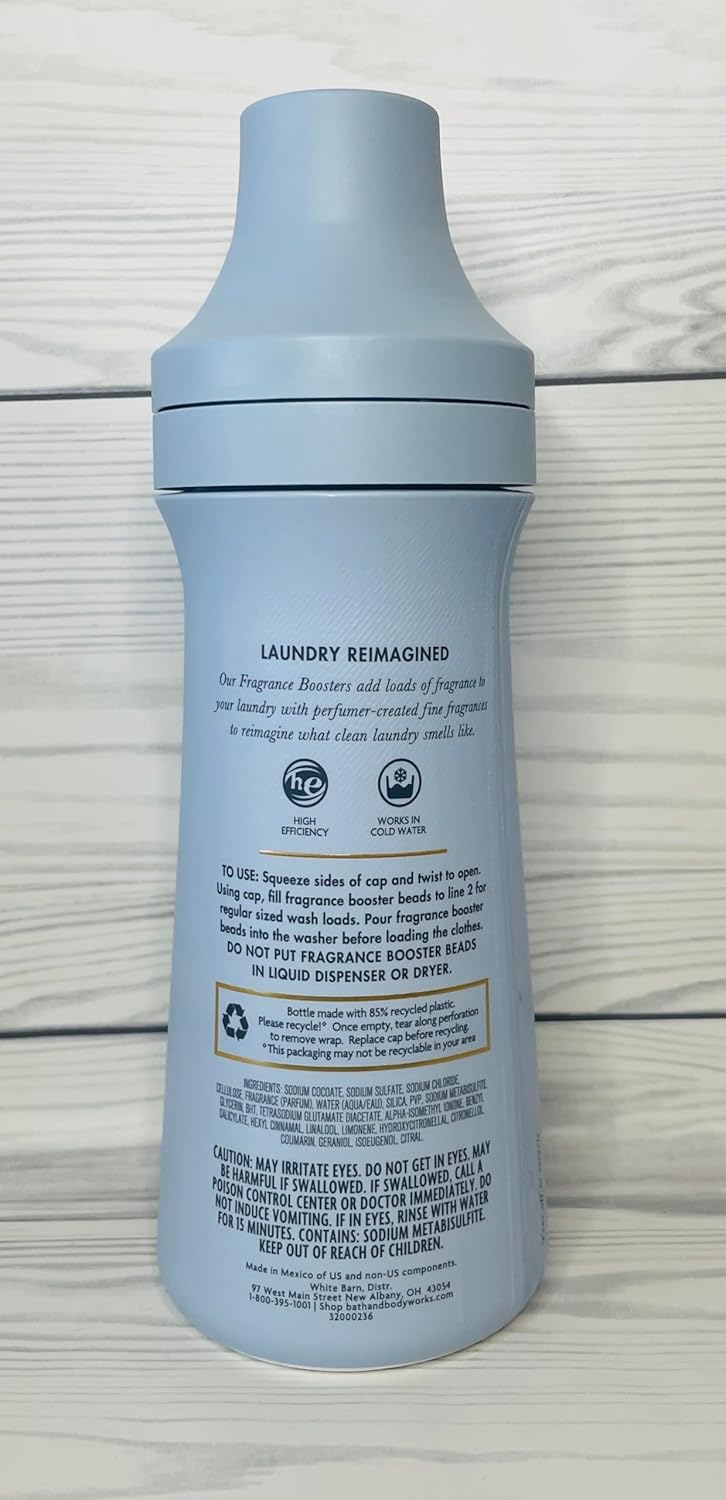 LAUNDRY REIMAGINED
Our Fragrance Boosters add loads of fragrance to
your laundry with perfumer-created fine fragrances
to reimagine what clean laundry smells like.
he
HIGH
EFFICIENCY
WORKS IN
COLD WATER
TO USE: Squeeze sides of cap and twist to open.
Using cap, fill fragrance booster beads to line 2 for
regular sized wash loads. Pour fragrance booster
beads into the washer before loading the clothes.
DO NOT PUT FRAGRANCE BOOSTER BEADS
IN LIQUID DISPENSER OR DRYER.
Bottle made with 85% recycled plastic.
Please recycle!° Once empty, tear along perforation
to remove wrap. Replace cap before recycling.
°This packaging may not be recyclable in your area
INGREDIENTS: SODIUM COCOATE, SODIUM SULFATE, SODIUM CHLORIDE,
CELLULOSE, FRAGRANCE (PARFUM), WATER (AQUA/EAU), SILICA, PVP, SODIUM METABISULFITE,
GLYCERIN, BHT, TETRASODIUM GLUTAMATE DIACETATE, ALPHA-ISOMETHYL IONONE, BENZYL
SALICYLATE, HEXYL CINNAMAL, LINALOOL, LIMONENE, HYDROXYCITRONELLAL, CITRONELLOL,
COUMARIN, GERANIOL, ISOEUGENOL, CITRAL.
CAUTION: MAY IRRITATE EYES. DO NOT GET IN EYES. MAY
BE HARMFUL IF SWALLOWED. IF SWALLOWED, CALL A
POISON CONTROL CENTER OR DOCTOR IMMEDIATELY. DO
NOT INDUCE VOMITING. IF IN EYES, RINSE WITH WATER
FOR 15 MINUTES. CONTAINS: SODIUM METABISULFITE.
KEEP OUT OF REACH OF CHILDREN.
Made in Mexico of US and non-US components.
White Barn, Distr.
97 West Main Street New Albany, OH 43054
1-800-395-1001 | Shop bathandbodyworks.com
32000236